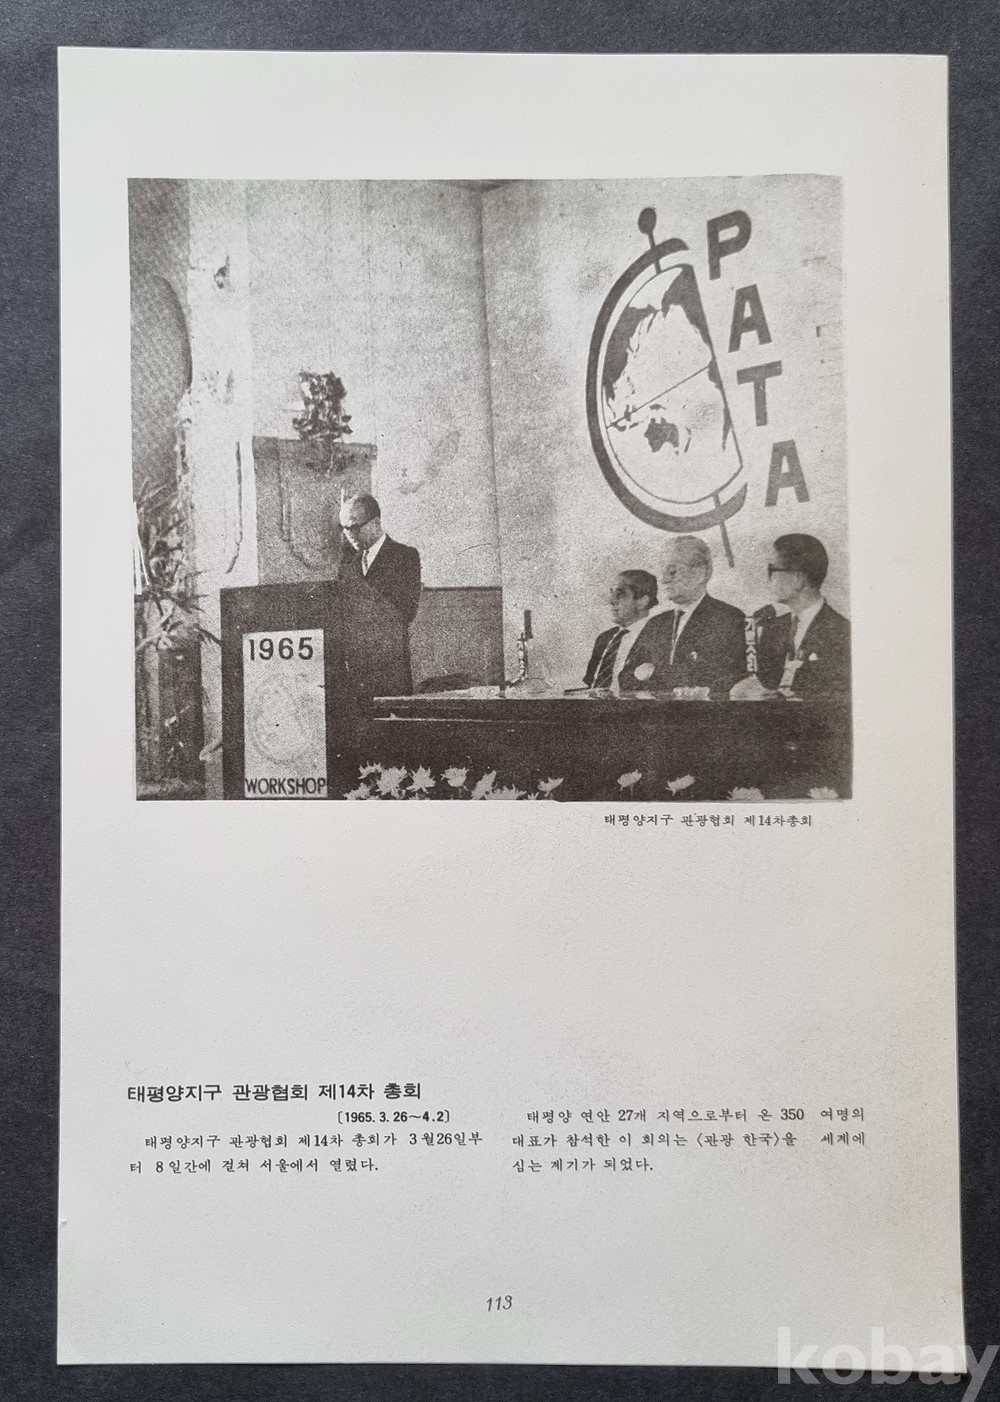 PATA
1965
WORKSHOP
태평양지구 관광협회 제14차총회
태평양지구 관광협회 제14차 총회
〔1965. 3. 26~4. 2〕
태평양지구 관광협회 제14차 총회가 3월26일부
터 8일간에 걸쳐 서울에서 열렸다.
태평양 연안 27개 지역으로부터 온 350 여명의
대표가 참석한 이 회의는 〈관광 한국〉을 세계에
심는 계기가 되었다.
113
kobay